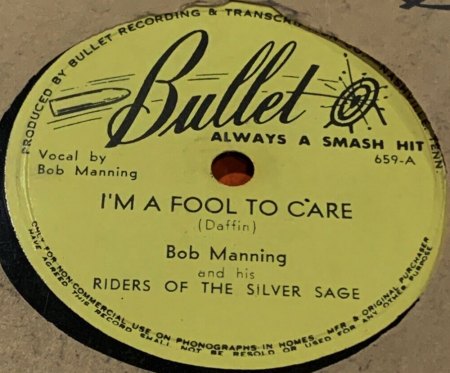 PRODUCED BY BULLET RECORDING & TRANSCR
NASHVILLE, TENN.
Bullet
ALWAYS A SMASH HIT
659-A
Vocal by
Bob Manning
I'M A FOOL TO CARE
(Daffin)
Bob Manning
and his
RIDERS OF THE SILVER SAGE
ONLY FOR NON-COMMERCIAL USE ON PHONOGRAPHS IN HOMES. MFR. & ORIGINAL PURCHASER
HAVE AGREED THIS RECORD SHALL NOT BE RESOLD OR USED FOR ANY OTHER PURPOSE